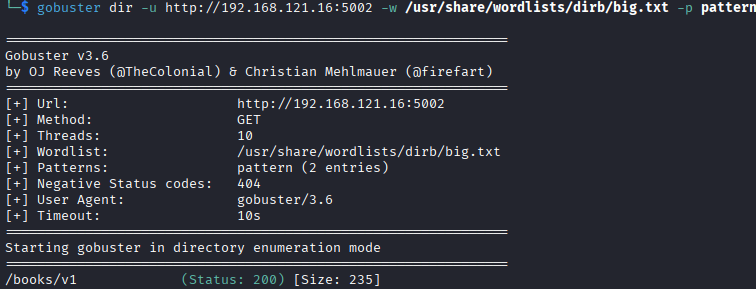 └─$ gobuster dir -u http://192.168.121.16:5002 -w /usr/share/wordlists/dirb/big.txt -p pattern
===============================================================
Gobuster v3.6
by OJ Reeves (@TheColonial) & Christian Mehlmauer (@firefart)
===============================================================
[+] Url:                     http://192.168.121.16:5002
[+] Method:                  GET
[+] Threads:                 10
[+] Wordlist:                /usr/share/wordlists/dirb/big.txt
[+] Patterns:                pattern (2 entries)
[+] Negative Status codes:   404
[+] User Agent:              gobuster/3.6
[+] Timeout:                 10s
===============================================================
Starting gobuster in directory enumeration mode
===============================================================
/books/v1             (Status: 200) [Size: 235]